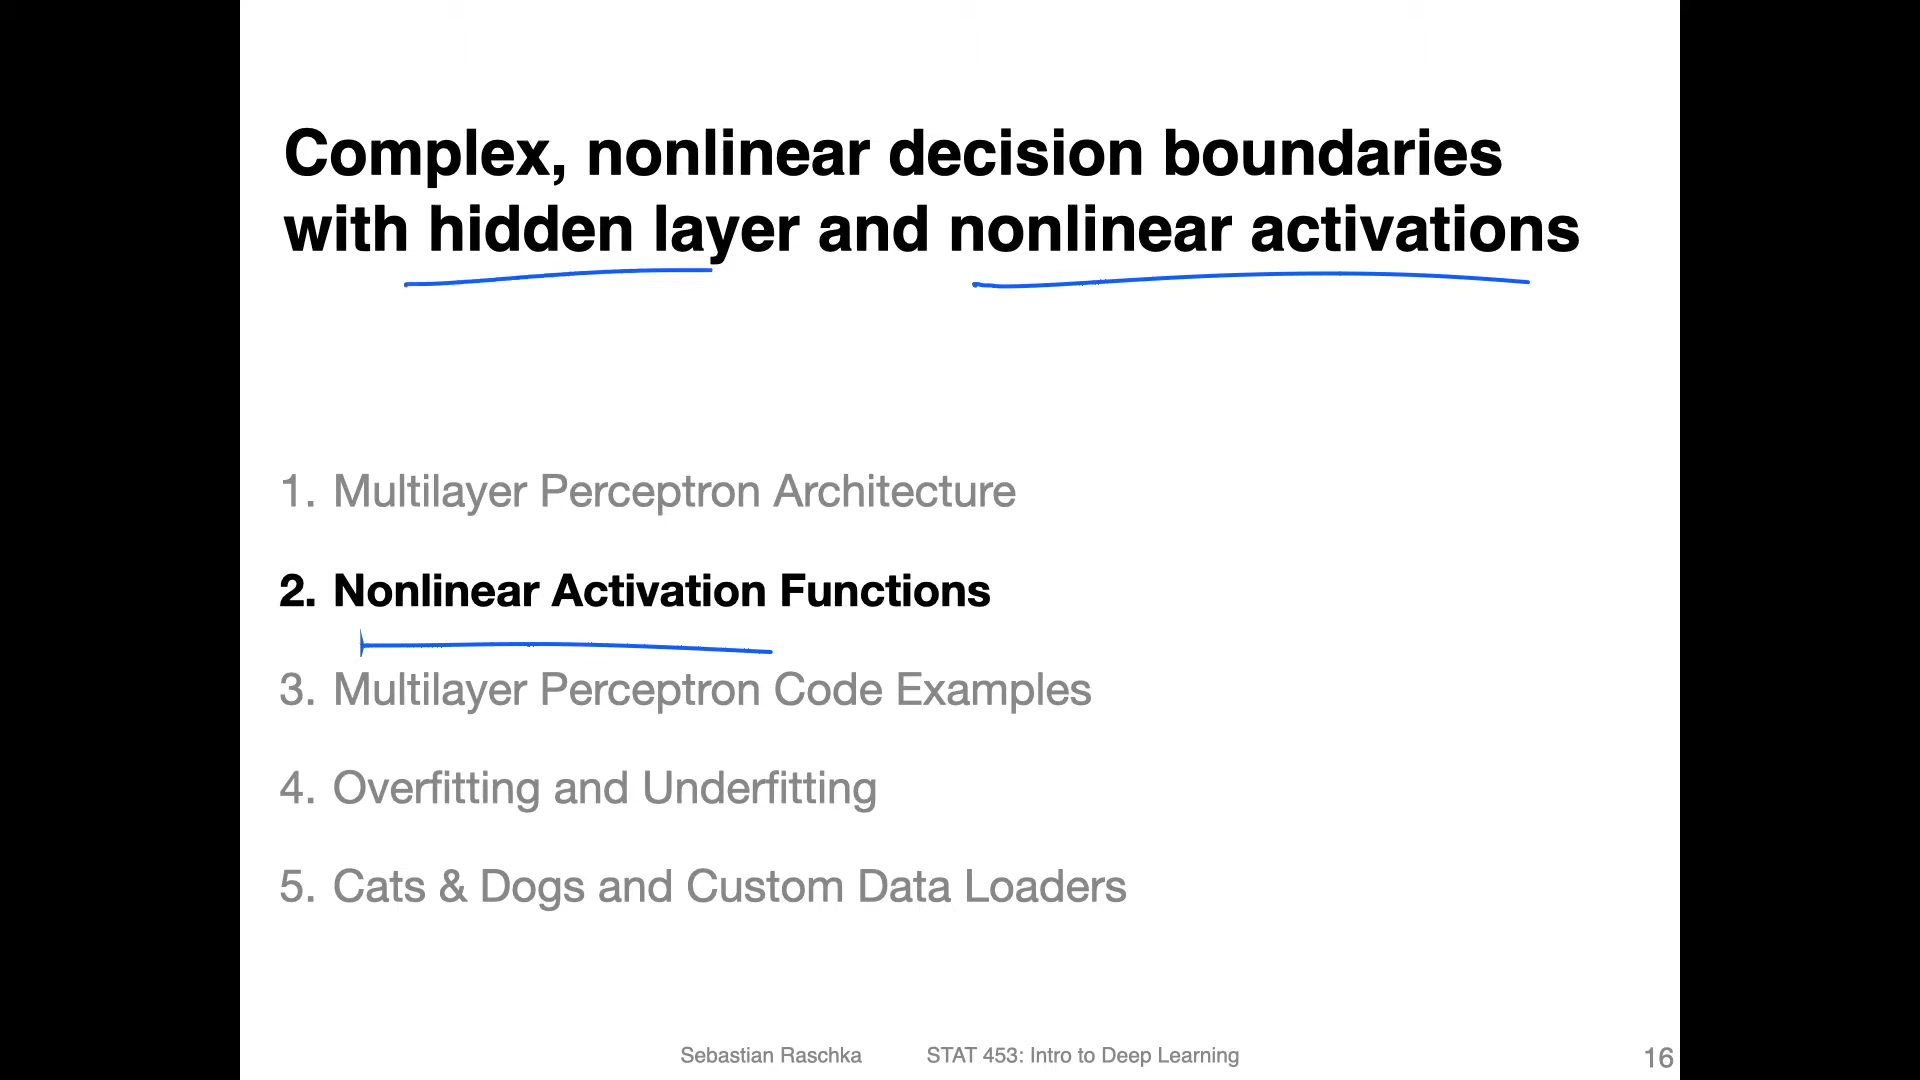 Complex, nonlinear decision boundaries
with hidden layer and nonlinear activations
1. Multilayer Perceptron Architecture
2. Nonlinear Activation Functions
3. Multilayer Perceptron Code Examples
4. Overfitting and Underfitting
5. Cats & Dogs and Custom Data Loaders
Sebastian Raschka STAT 453: Intro to Deep Learning 16